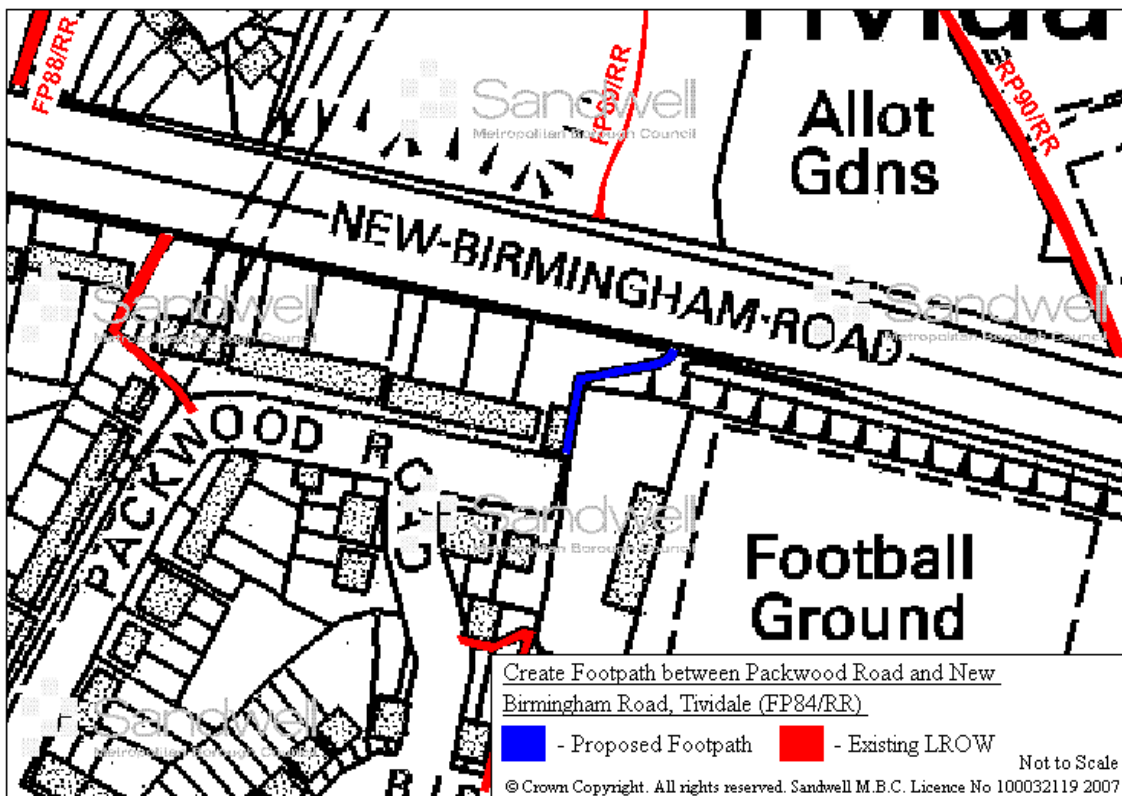 FP88/RR
FP89/RR
RP90/RR
Sandwell
Metropolitan Borough Council
Allot
Gdns
NEW-BIRMINGHAM-ROAD
Sandwell
Metropolitan Borough Council
Sandwell
Metropolitan Borough Council
PACKWOOD ROAD
Sandwell
Metropolitan Borough Council
Football
Ground
Sandwell
Metropolitan Borough Council
Create Footpath between Packwood Road and New
Birmingham Road, Tividale (FP84/RR)
- Proposed Footpath - Existing LROW
Not to Scale
© Crown Copyright. All rights reserved. Sandwell M.B.C. Licence No 100032119 2007